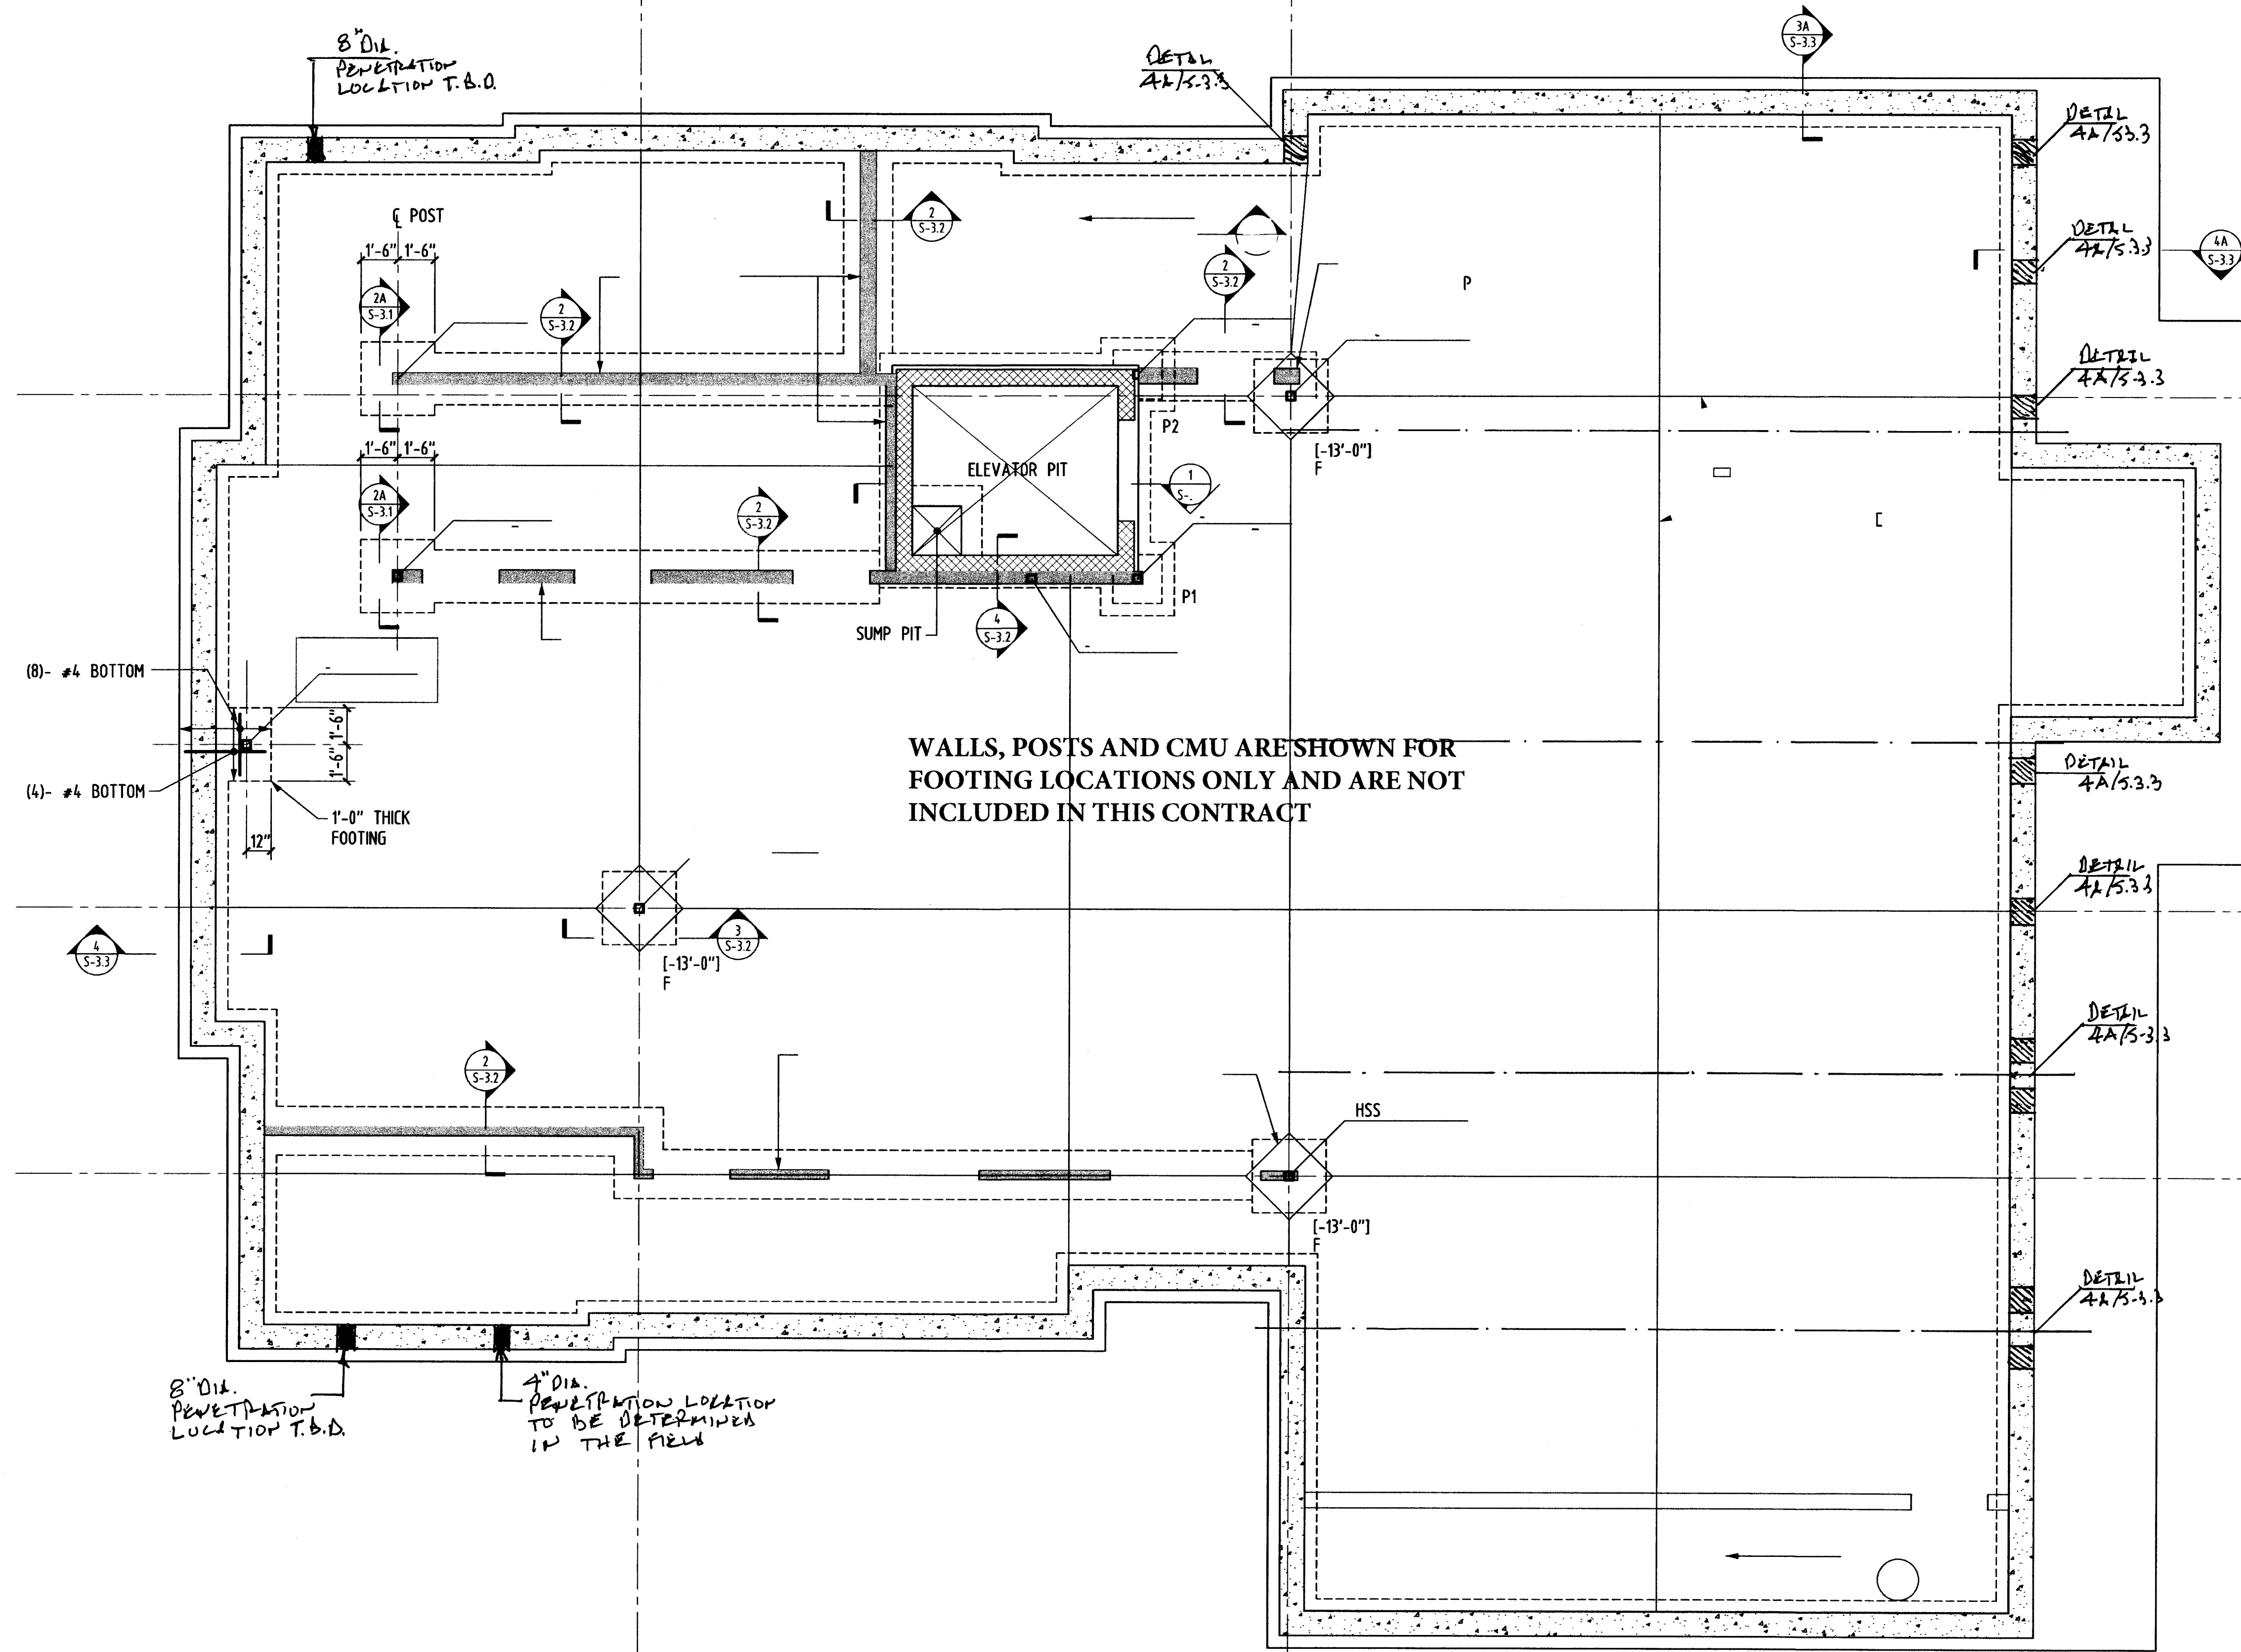 8" DIA.
PENETRATION
LOCATION T.B.D.
DETAIL
4A/S-3.3
3A
S-3.3
DETAIL
4A/S3.3
℄ POST
2
S-3.2
DETAIL
4A/S.3.3
4A
S-3.3
1'-6" 1'-6"
2A
S-3.1
2
S-3.2
2
S-3.2
P
DETAIL
4A/S-3.3
P2
1'-6" 1'-6"
[-13'-0"]
F
ELEVATOR PIT
2A
S-3.1
2
S-3.2
1
S-.
SUMP PIT
4
S-3.2
P1
(8)- #4 BOTTOM
1'-6"
1'-6"
(4)- #4 BOTTOM
1'-0" THICK
FOOTING
12"
WALLS, POSTS AND CMU ARE SHOWN FOR
FOOTING LOCATIONS ONLY AND ARE NOT
INCLUDED IN THIS CONTRACT
DETAIL
4A/S.3.3
DETAIL
4A/S.3.3
4
S-3.3
3
S-3.2
[-13'-0"]
F
DETAIL
4A/S-3.3
2
S-3.2
HSS
[-13'-0"]
F
DETAIL
4A/S-3.3
8" DIA.
PENETRATION
LOCATION T.B.D.
4" DIA.
PENETRATION LOCATION
TO BE DETERMINED
IN THE FIELD